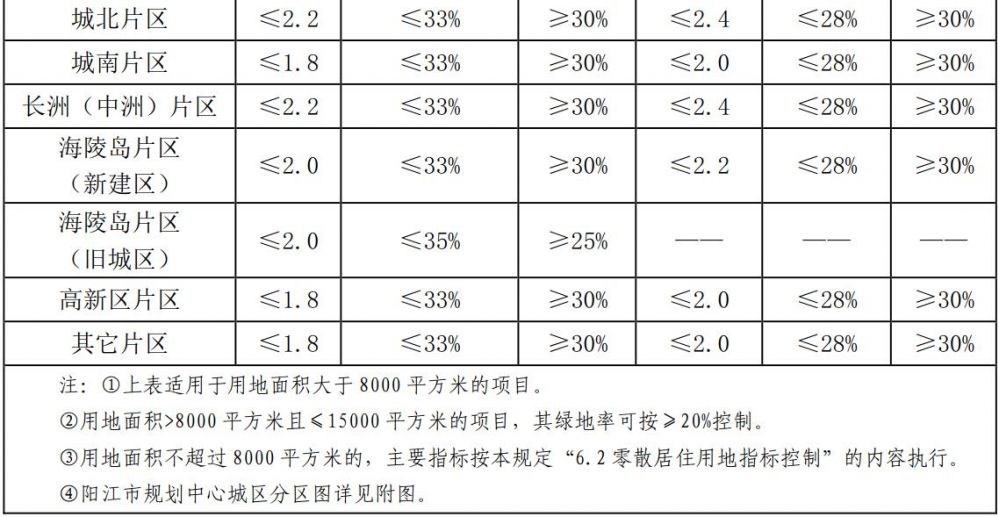 城北片区 ≤2.2 ≤33% ≥30% ≤2.4 ≤28% ≥30%
城南片区 ≤1.8 ≤33% ≥30% ≤2.0 ≤28% ≥30%
长洲（中洲）片区 ≤2.2 ≤33% ≥30% ≤2.4 ≤28% ≥30%
海陵岛片区
（新建区） ≤2.0 ≤33% ≥30% ≤2.2 ≤28% ≥30%
海陵岛片区
（旧城区） ≤2.0 ≤35% ≥25% —— —— ——
高新区片区 ≤1.8 ≤33% ≥30% ≤2.0 ≤28% ≥30%
其它片区 ≤1.8 ≤33% ≥30% ≤2.0 ≤28% ≥30%
注：①上表适用于用地面积大于 8000 平方米的项目。
②用地面积>8000 平方米且≤15000 平方米的项目，其绿地率可按≥20%控制。
③用地面积不超过 8000 平方米的，主要指标按本规定“6.2 零散居住用地指标控制”的内容执行。
④阳江市规划中心城区分区图详见附图。